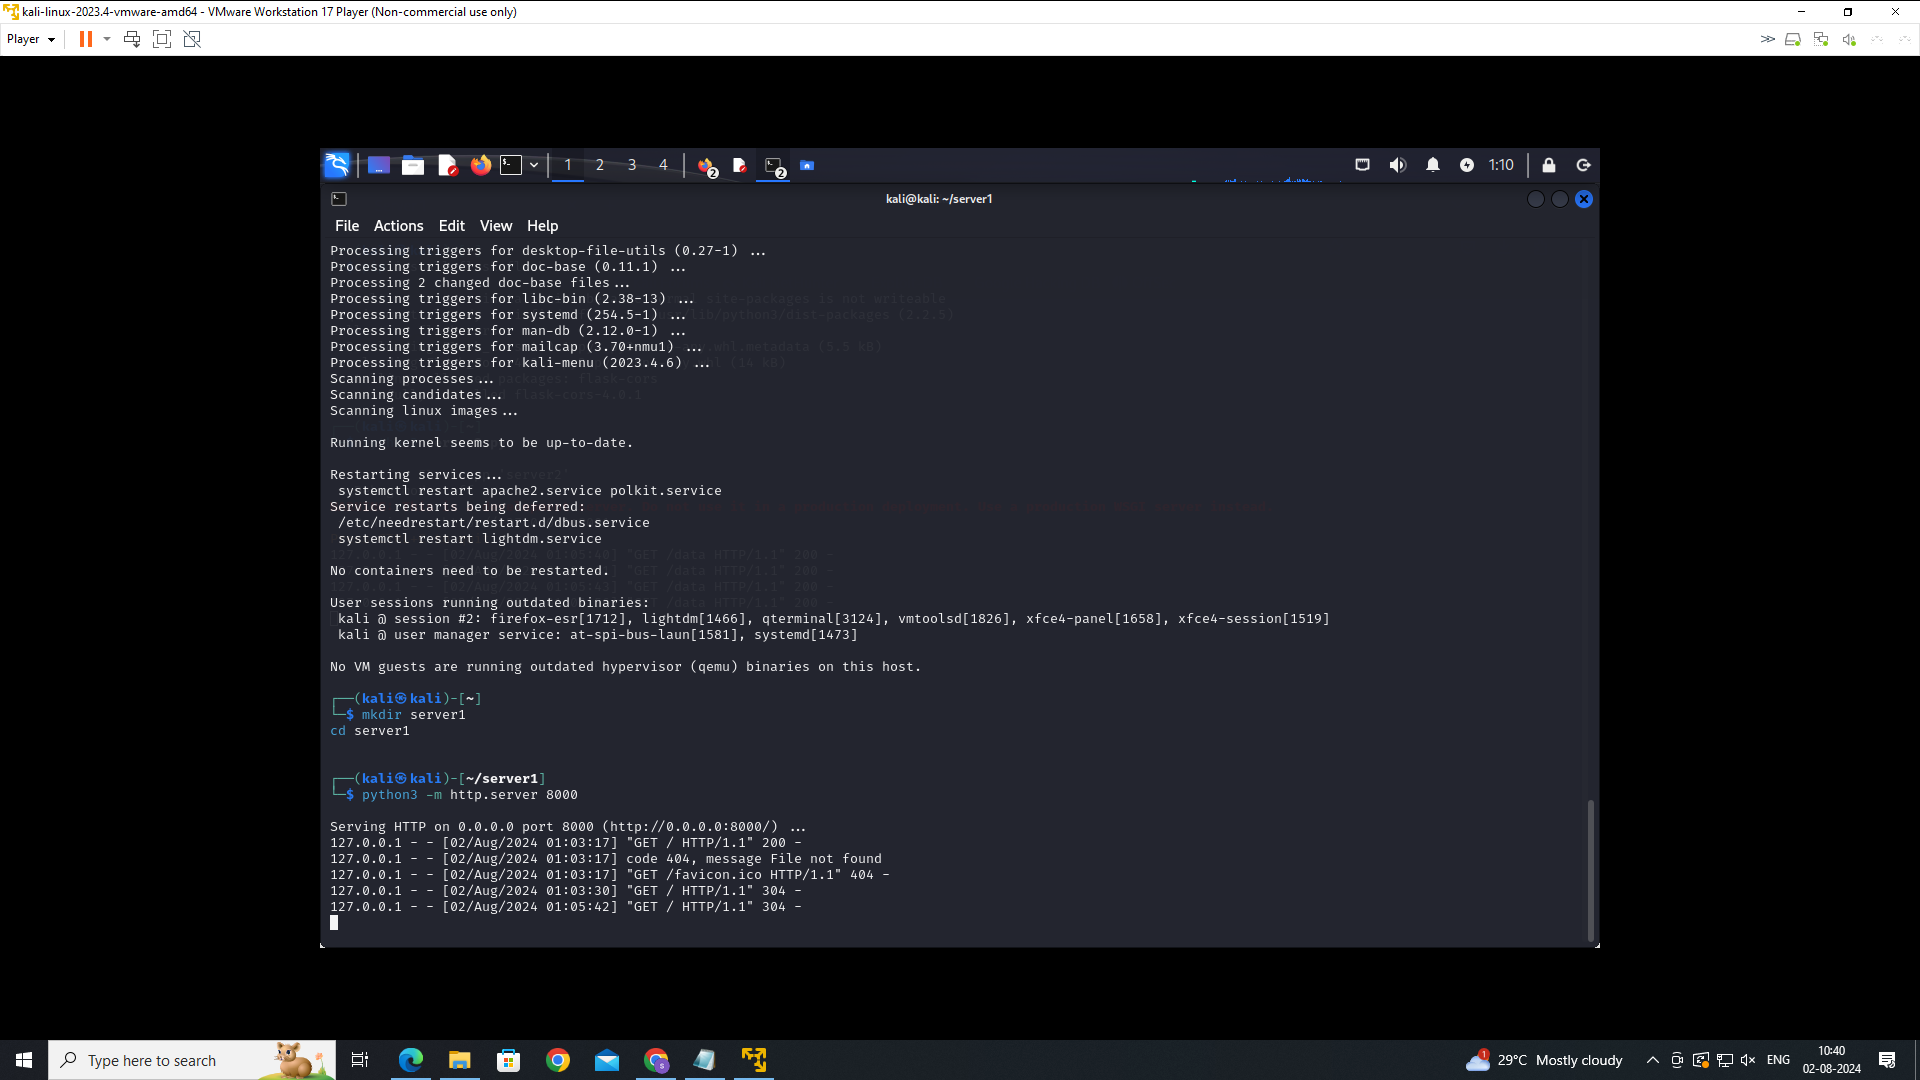 kali-linux-2023.4-vmware-amd64 - VMware Workstation 17 Player (Non-commercial use only)
Player
1 2 3 4 2 2 1:10
kali@kali: ~/server1
File Actions Edit View Help
Processing triggers for desktop-file-utils (0.27-1) ...
Processing triggers for doc-base (0.11.1) ...
Processing 2 changed doc-base files...
Processing triggers for libc-bin (2.38-13) ...
Processing triggers for systemd (254.5-1) ...
Processing triggers for man-db (2.12.0-1) ...
Processing triggers for mailcap (3.70+nmu1) ...
Processing triggers for kali-menu (2023.4.6) ...
Scanning processes...
Scanning candidates...
Scanning linux images...
Running kernel seems to be up-to-date.
Restarting services...
systemctl restart apache2.service polkit.service
Service restarts being deferred:
/etc/needrestart/restart.d/dbus.service
systemctl restart lightdm.service
No containers need to be restarted.
User sessions running outdated binaries:
kali @ session #2: firefox-esr[1712], lightdm[1466], qterminal[3124], vmtoolsd[1826], xfce4-panel[1658], xfce4-session[1519]
kali @ user manager service: at-spi-bus-laun[1581], systemd[1473]
No VM guests are running outdated hypervisor (qemu) binaries on this host.
┌──(kali㉿kali)-[~]
└─$ mkdir server1
cd server1
┌──(kali㉿kali)-[~/server1]
└─$ python3 -m http.server 8000
Serving HTTP on 0.0.0.0 port 8000 (http://0.0.0.0:8000/) ...
127.0.0.1 - - [02/Aug/2024 01:03:17] "GET / HTTP/1.1" 200 -
127.0.0.1 - - [02/Aug/2024 01:03:17] code 404, message File not found
127.0.0.1 - - [02/Aug/2024 01:03:17] "GET /favicon.ico HTTP/1.1" 404 -
127.0.0.1 - - [02/Aug/2024 01:03:30] "GET / HTTP/1.1" 304 -
127.0.0.1 - - [02/Aug/2024 01:05:42] "GET / HTTP/1.1" 304 -
Type here to search
1 29°C Mostly cloudy ENG
10:40
02-08-2024